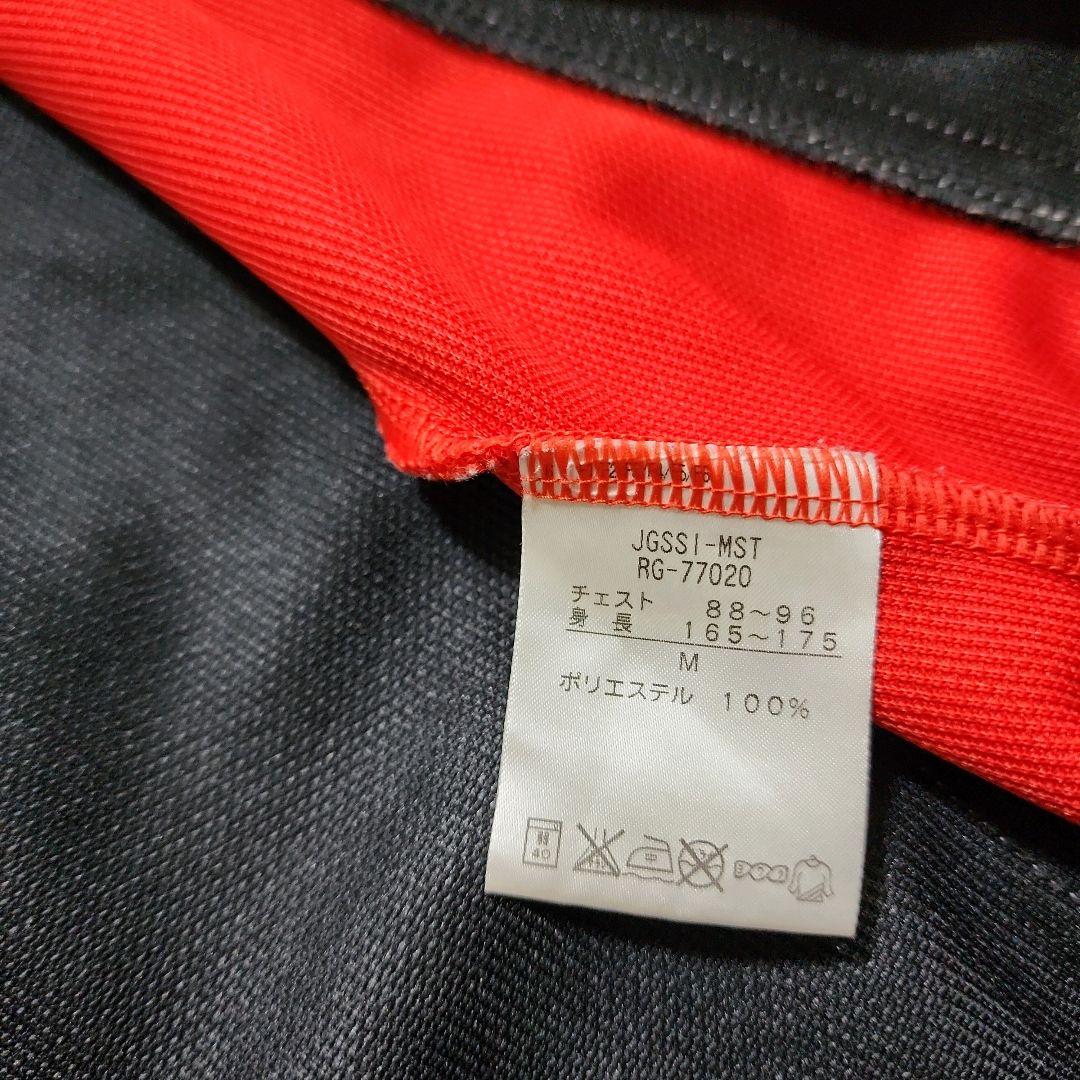 JGSSI-MST
RG-77020
チェスト 88～96
身長 165～175
M
ポリエステル 100%
40